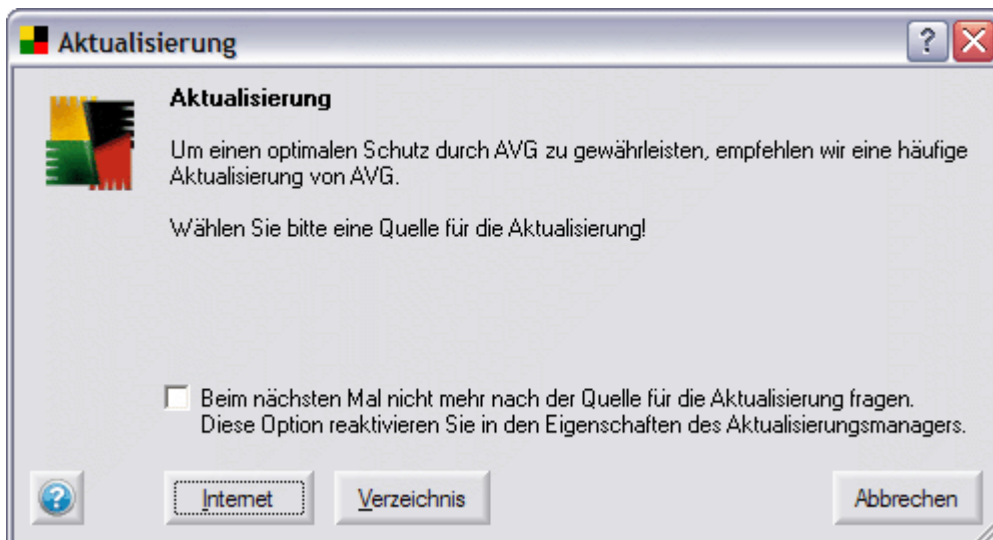 Aktualisierung
?
Aktualisierung
Um einen optimalen Schutz durch AVG zu gewährleisten, empfehlen wir eine häufige
Aktualisierung von AVG.
Wählen Sie bitte eine Quelle für die Aktualisierung!
Beim nächsten Mal nicht mehr nach der Quelle für die Aktualisierung fragen.
Diese Option reaktivieren Sie in den Eigenschaften des Aktualisierungsmanagers.
? Internet Verzeichnis Abbrechen